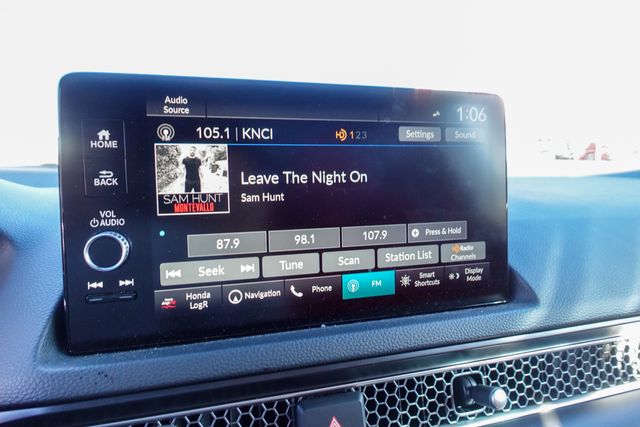 Audio
Source
1:06
HOME
105.1 | KNCI
HD 1 2 3
Settings
Sound
BACK
Leave The Night On
Sam Hunt
SAM HUNT
MONTEVALLO
VOL
AUDIO
87.9
98.1
107.9
Press & Hold
Seek
Tune
Scan
Station List
HD Radio
Channels
Honda
LogR
Navigation
Phone
FM
Smart
Shortcuts
Display
Mode